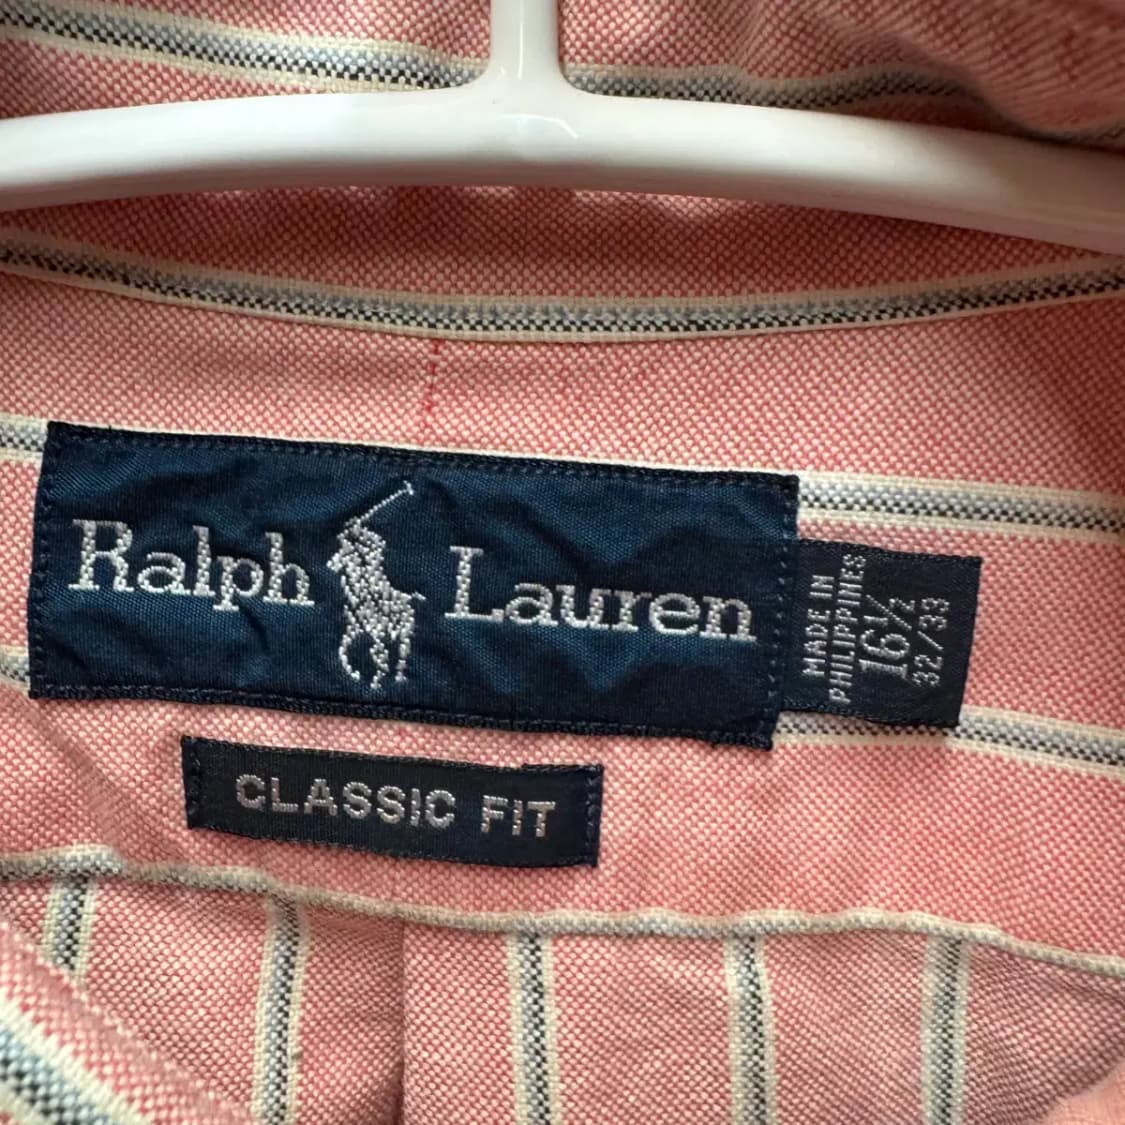 Ralph Lauren
MADE IN
PHILIPPINES
16½
32/33
CLASSIC FIT